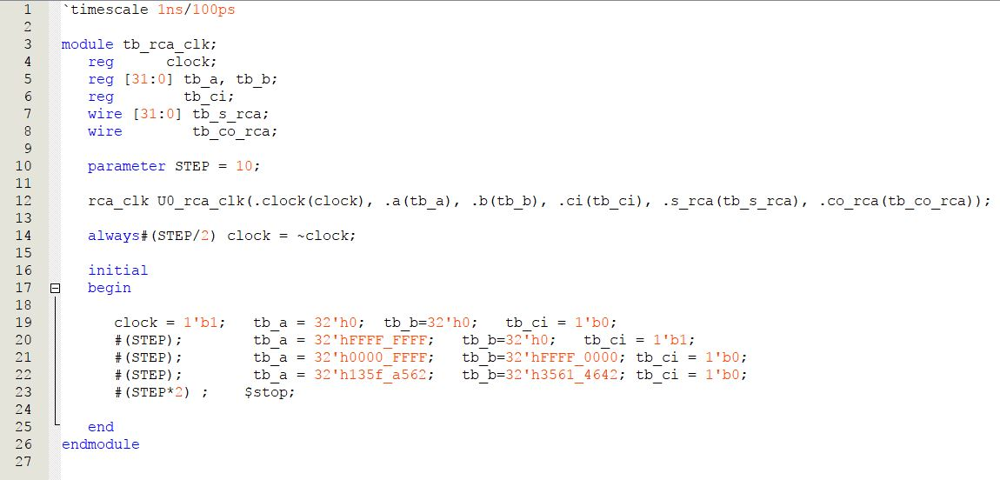 1 `timescale 1ns/100ps
2
3 module tb_rca_clk;
4 reg clock;
5 reg [31:0] tb_a, tb_b;
6 reg tb_ci;
7 wire [31:0] tb_s_rca;
8 wire tb_co_rca;
9
10 parameter STEP = 10;
11
12 rca_clk U0_rca_clk(.clock(clock), .a(tb_a), .b(tb_b), .ci(tb_ci), .s_rca(tb_s_rca), .co_rca(tb_co_rca));
13
14 always#(STEP/2) clock = ~clock;
15
16 initial
17 begin
18
19 clock = 1'b1; tb_a = 32'h0; tb_b=32'h0; tb_ci = 1'b0;
20 #(STEP); tb_a = 32'hFFFF_FFFF; tb_b=32'h0; tb_ci = 1'b1;
21 #(STEP); tb_a = 32'h0000_FFFF; tb_b=32'hFFFF_0000; tb_ci = 1'b0;
22 #(STEP); tb_a = 32'h135f_a562; tb_b=32'h3561_4642; tb_ci = 1'b0;
23 #(STEP*2) ; $stop;
24
25 end
26 endmodule
27